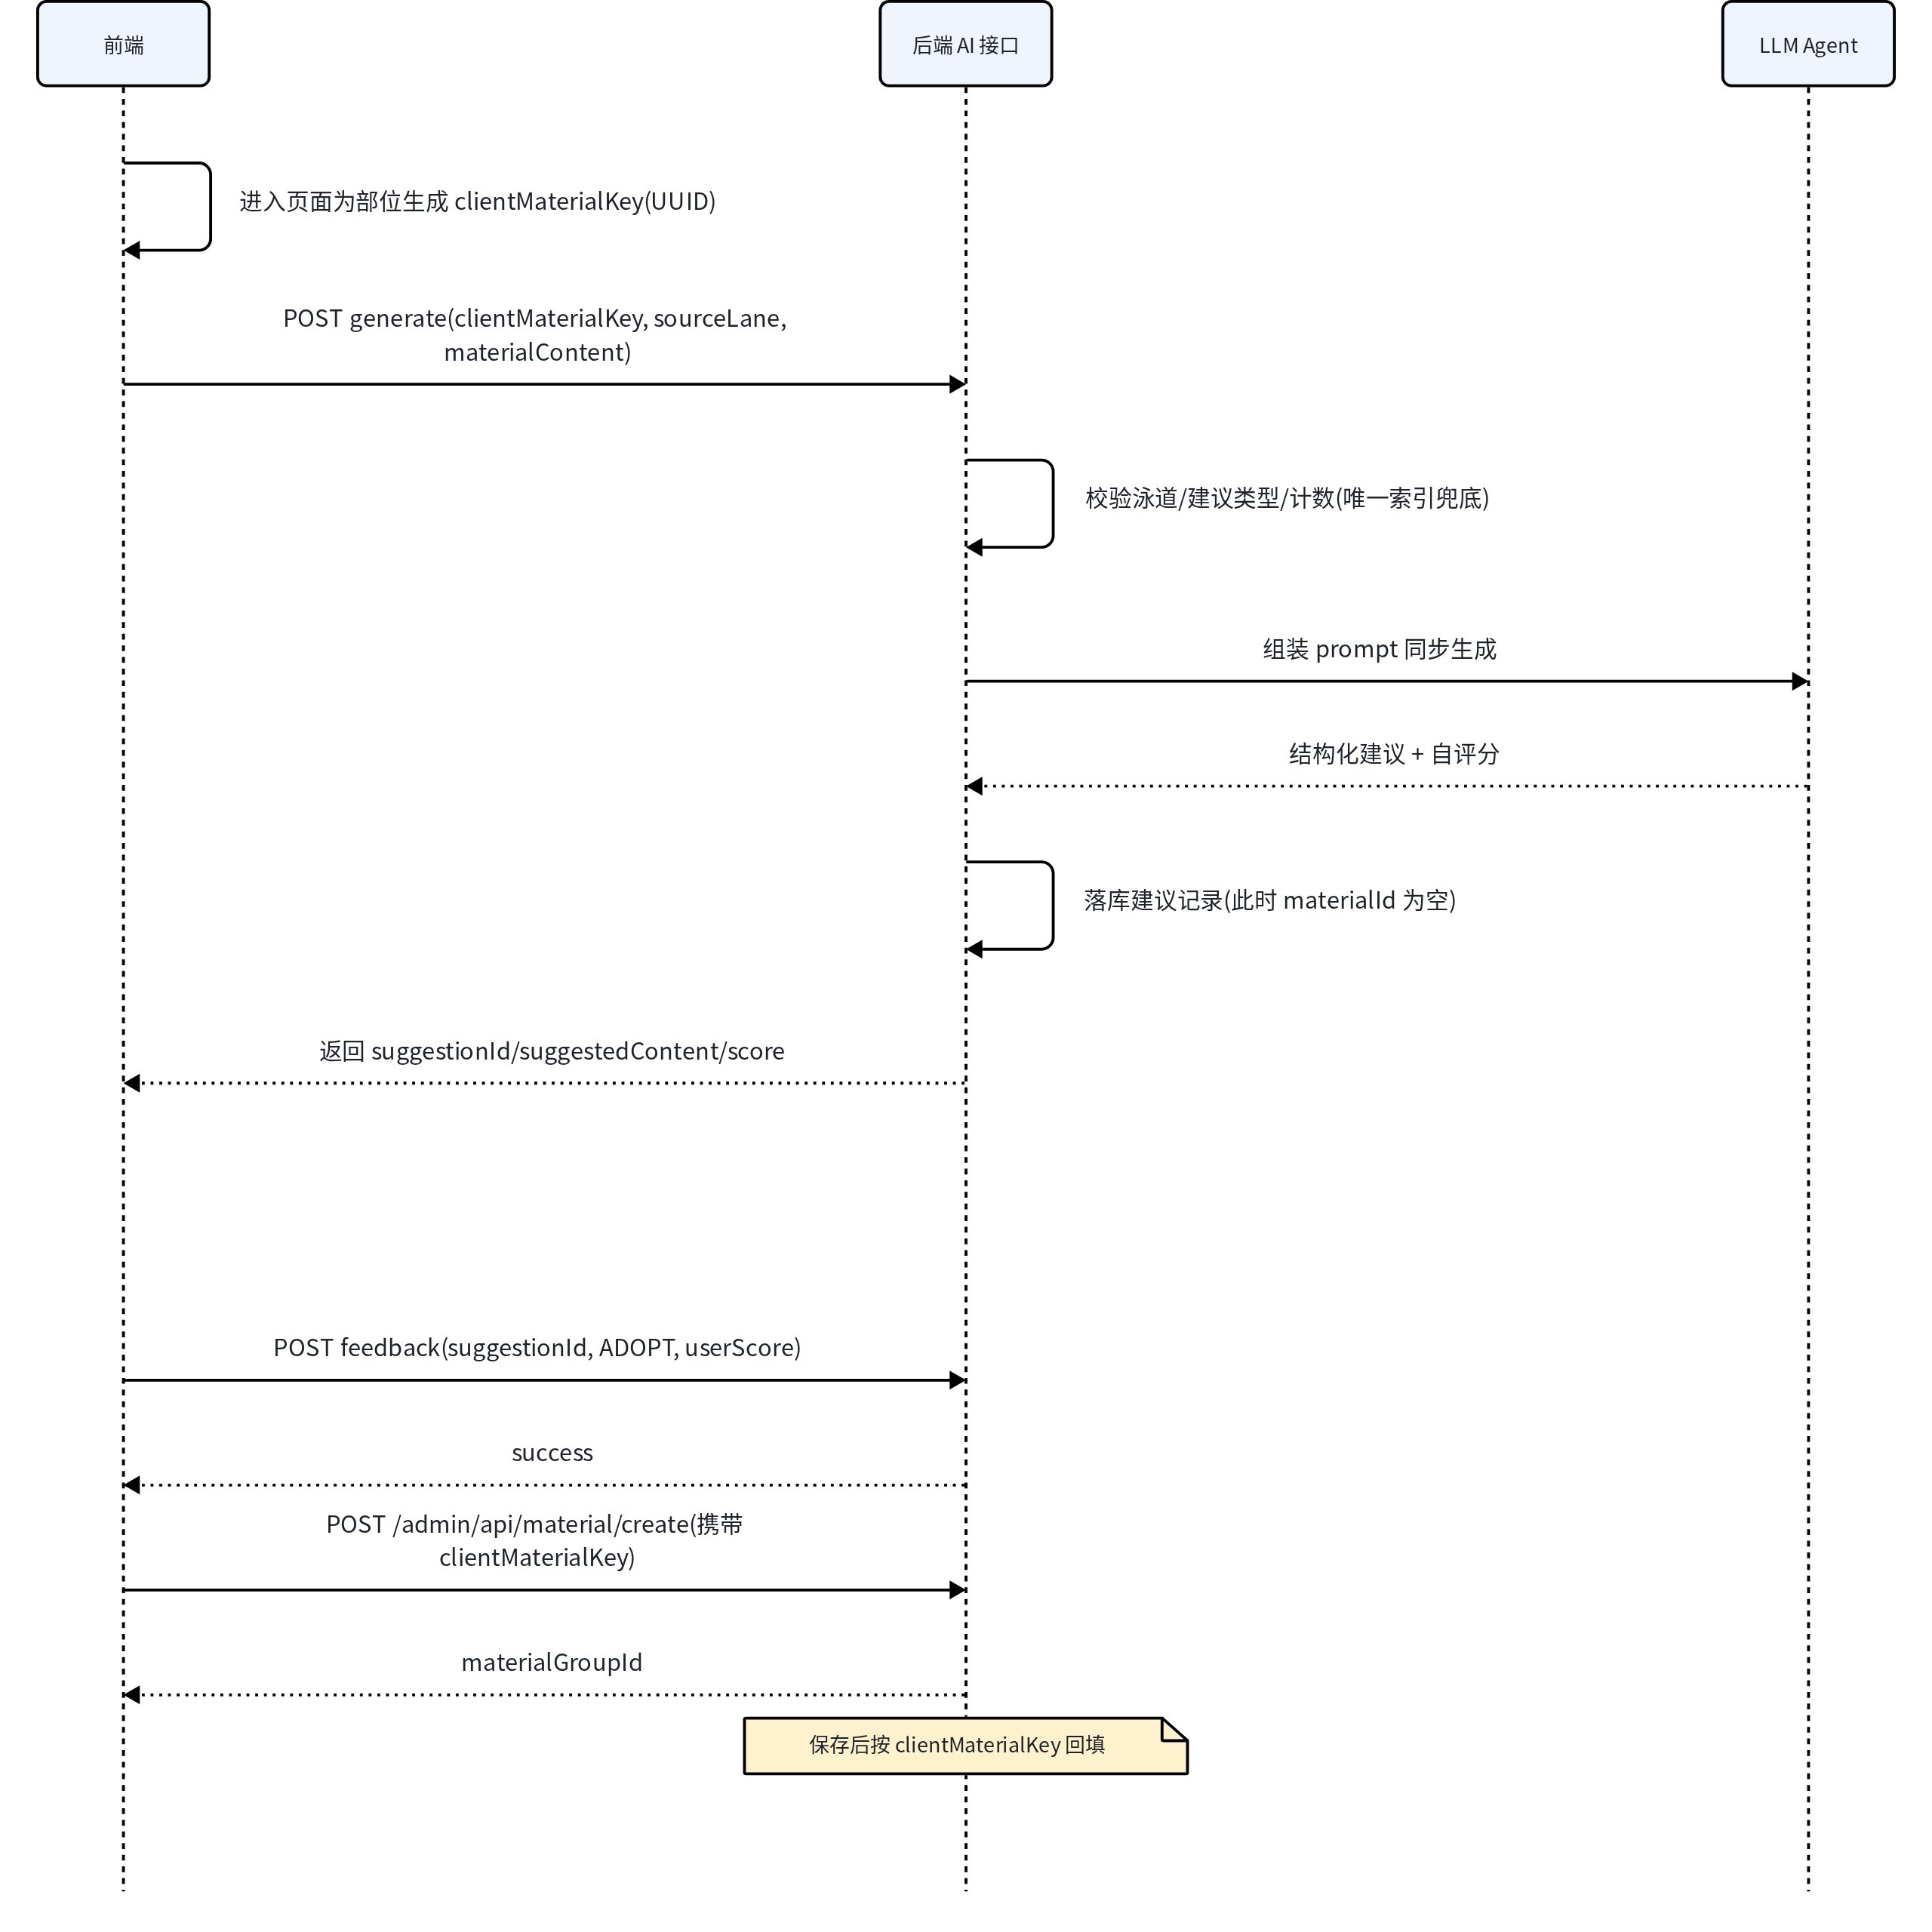 前端
后端 AI 接口
LLM Agent
进入页面为部位生成 clientMaterialKey(UUID)
POST generate(clientMaterialKey, sourceLane,
materialContent)
校验泳道/建议类型/计数(唯一索引兜底)
组装 prompt 同步生成
结构化建议 + 自评分
落库建议记录(此时 materialId 为空)
返回 suggestionId/suggestedContent/score
POST feedback(suggestionId, ADOPT, userScore)
success
POST /admin/api/material/create(携带
clientMaterialKey)
materialGroupId
保存后按 clientMaterialKey 回填